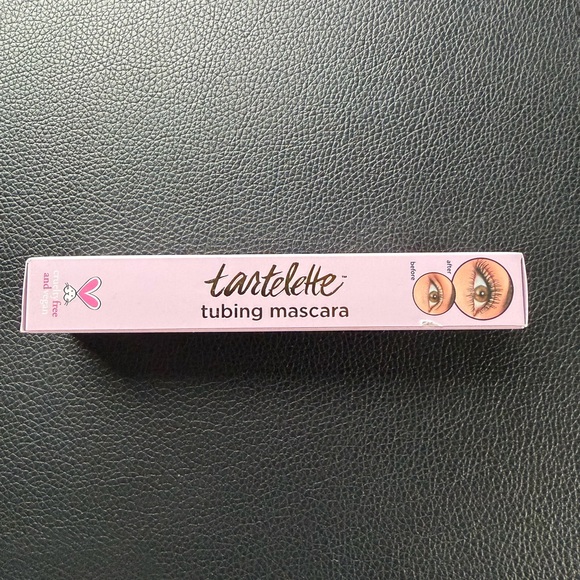 tartelette™
tubing mascara
before
after
free
and